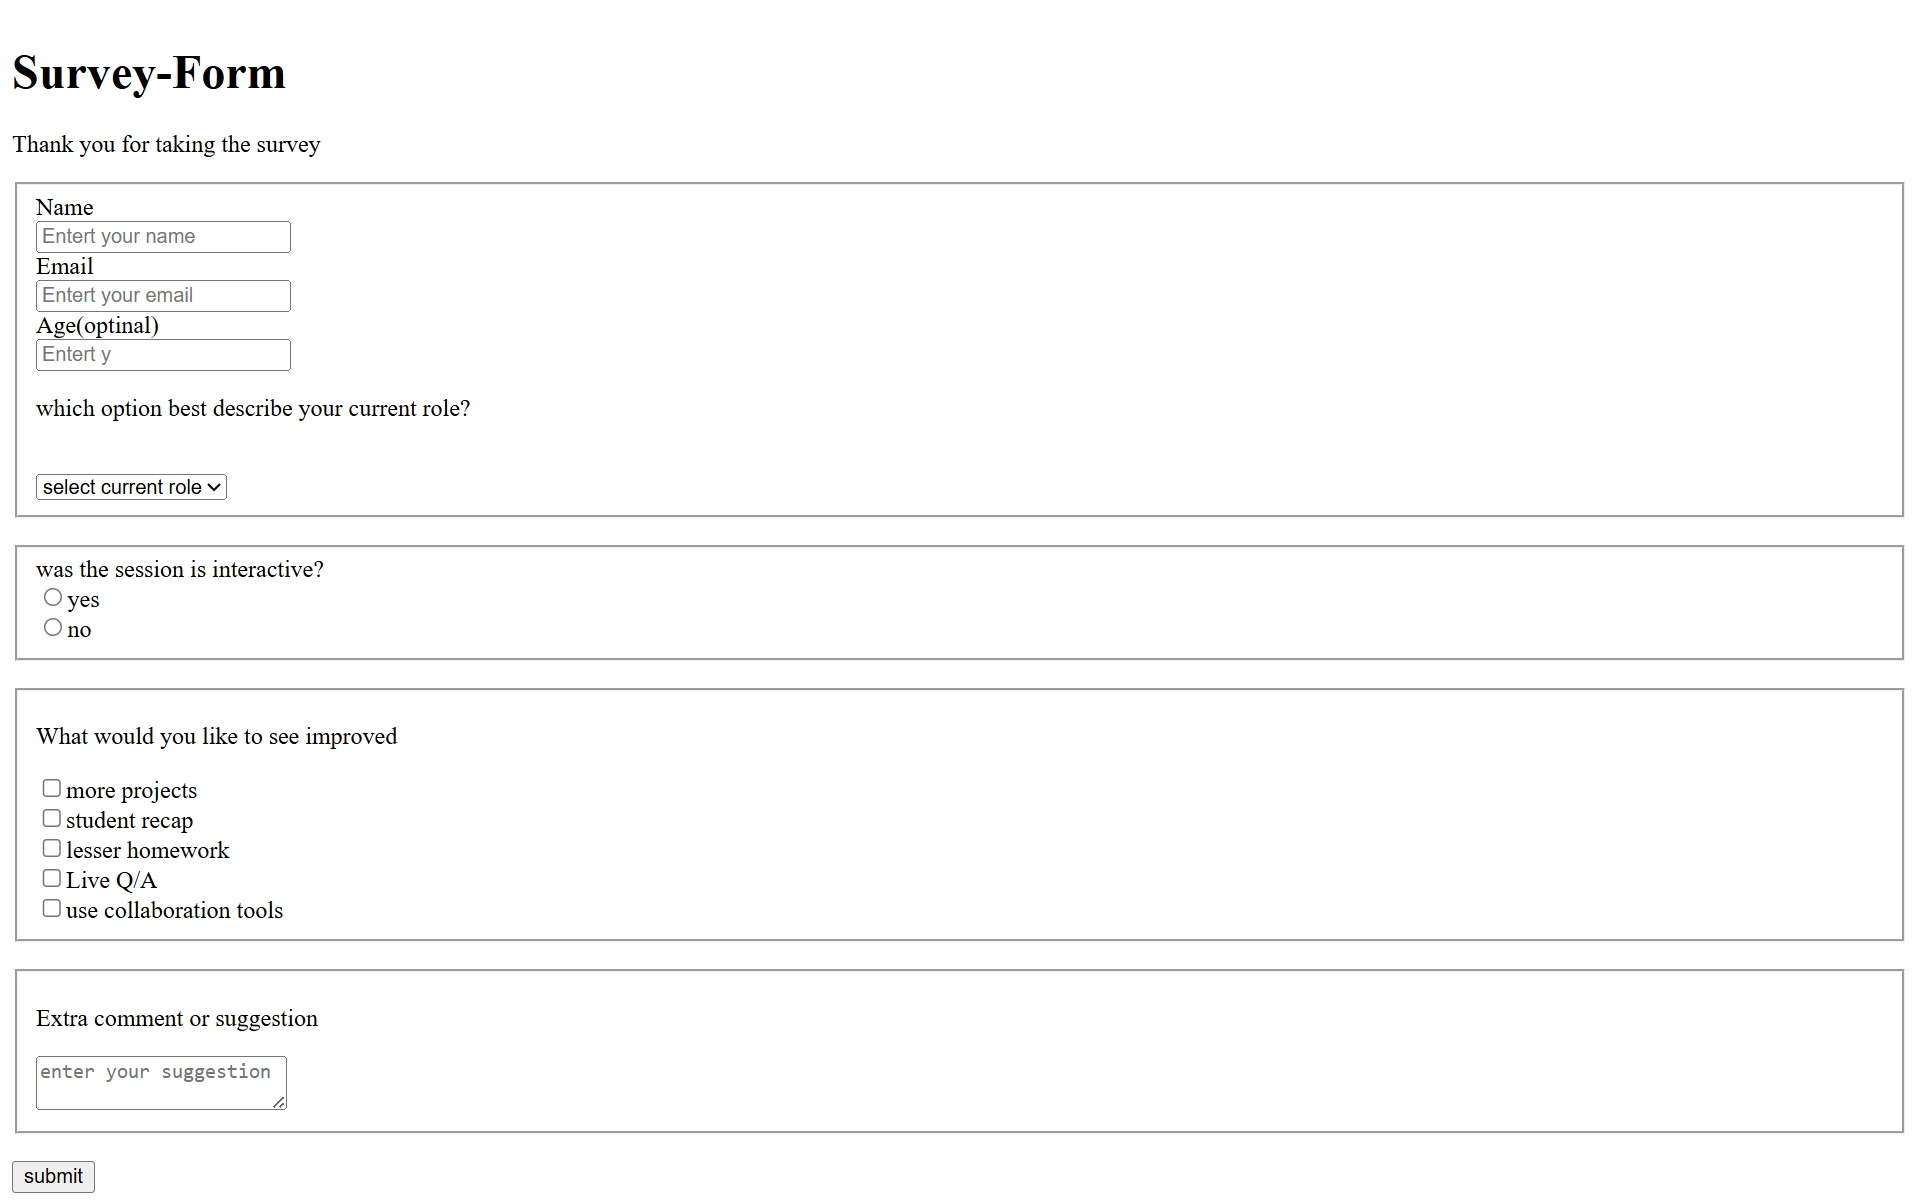 Survey-Form
Thank you for taking the survey
Name
Entert your name
Email
Entert your email
Age(optinal)
Entert y
which option best describe your current role?
select current role
was the session is interactive?
yes
no
What would you like to see improved
more projects
student recap
lesser homework
Live Q/A
use collaboration tools
Extra comment or suggestion
enter your suggestion
submit